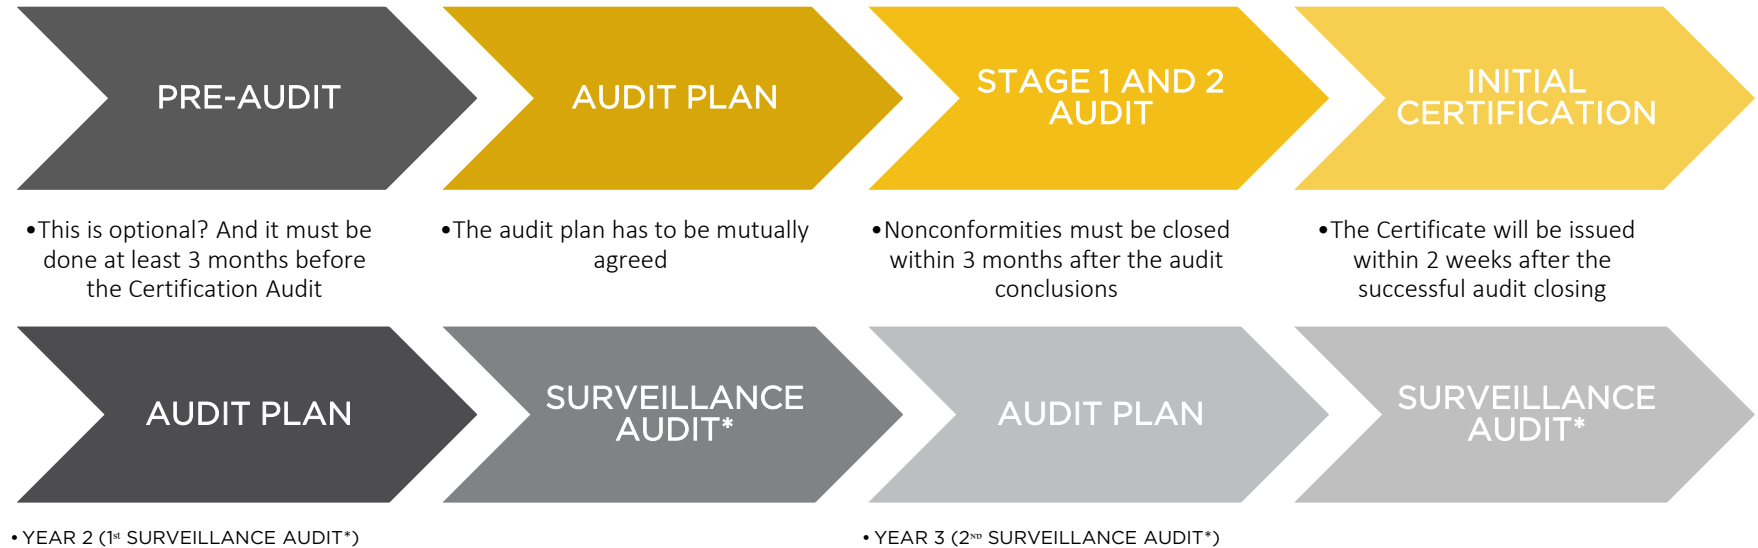 PRE-AUDIT
AUDIT PLAN
STAGE 1 AND 2
AUDIT
INITIAL
CERTIFICATION
•This is optional? And it must be
done at least 3 months before
the Certification Audit
•The audit plan has to be mutually
agreed
•Nonconformities must be closed
within 3 months after the audit
conclusions
•The Certificate will be issued
within 2 weeks after the
successful audit closing
AUDIT PLAN
SURVEILLANCE
AUDIT*
AUDIT PLAN
SURVEILLANCE
AUDIT*
• YEAR 2 (1st SURVEILLANCE AUDIT*)
• YEAR 3 (2ND SURVEILLANCE AUDIT*)